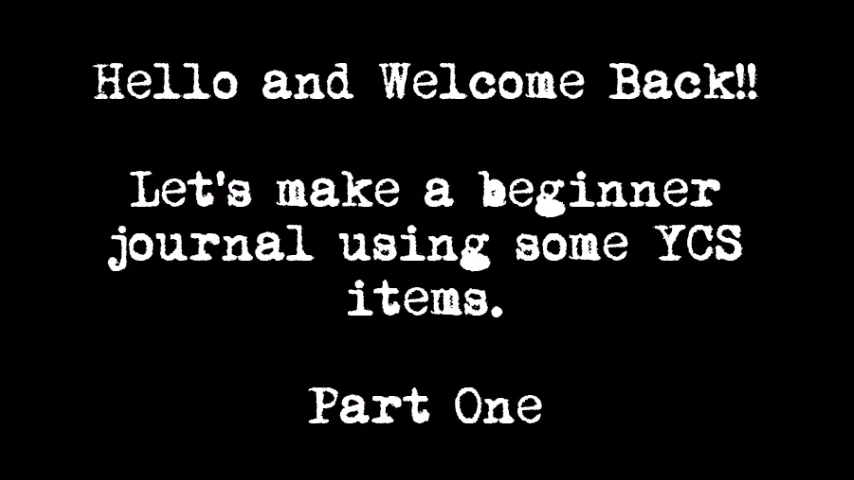 Hello and Welcome Back!!
Let's make a beginner
journal using some YCS
items.
Part One